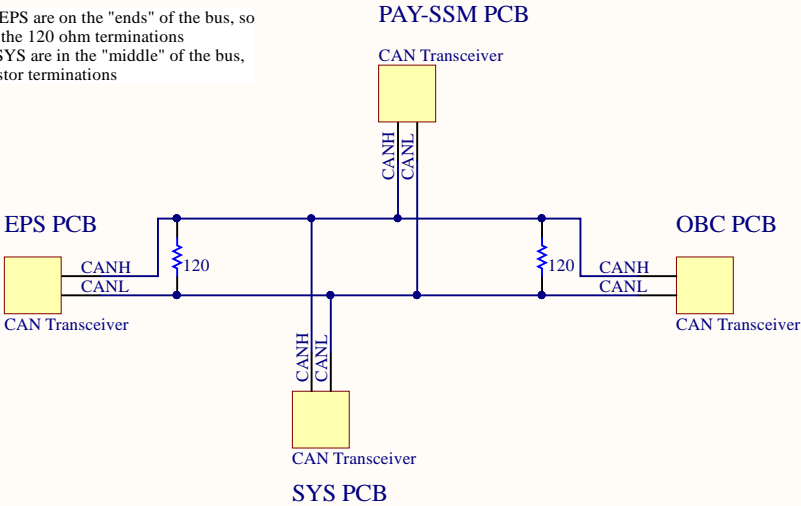 EPS are on the "ends" of the bus, so
the 120 ohm terminations
SYS are in the "middle" of the bus,
terminations
PAY-SSM PCB
CAN Transceiver
CANH
CANL
EPS PCB
CANH
CANL
CAN Transceiver
120
120
OBC PCB
CANH
CANL
CAN Transceiver
CANH
CANL
CAN Transceiver
SYS PCB